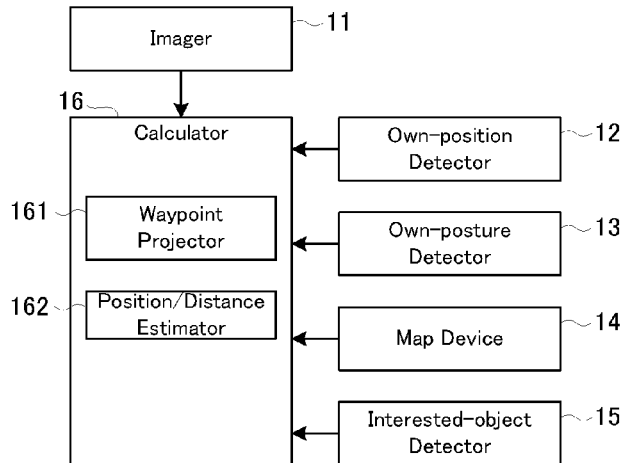 11
Imager
16
Calculator
Own-position
Detector
12
161
Waypoint
Projector
Own-posture
Detector
13
162
Position/Distance
Estimator
Map Device
14
Interested-object
Detector
15